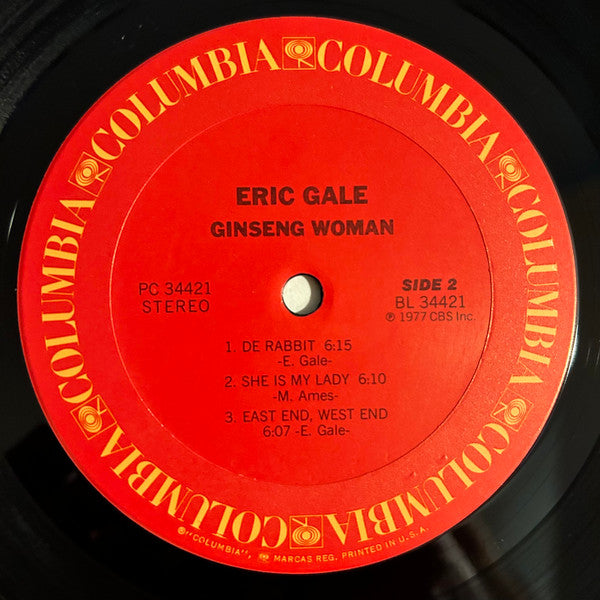 COLUMBIA COLUMBIA COLUMBIA COLUMBIA COLUMBIA COLUMBIA
ERIC GALE
GINSENG WOMAN
PC 34421
STEREO
SIDE 2
BL 34421
℗ 1977 CBS Inc.
1. DE RABBIT 6:15
-E. Gale-
2. SHE IS MY LADY 6:10
-M. Ames-
3. EAST END, WEST END
6:07 -E. Gale-
®"COLUMBIA", MARCAS REG. PRINTED IN U.S.A.